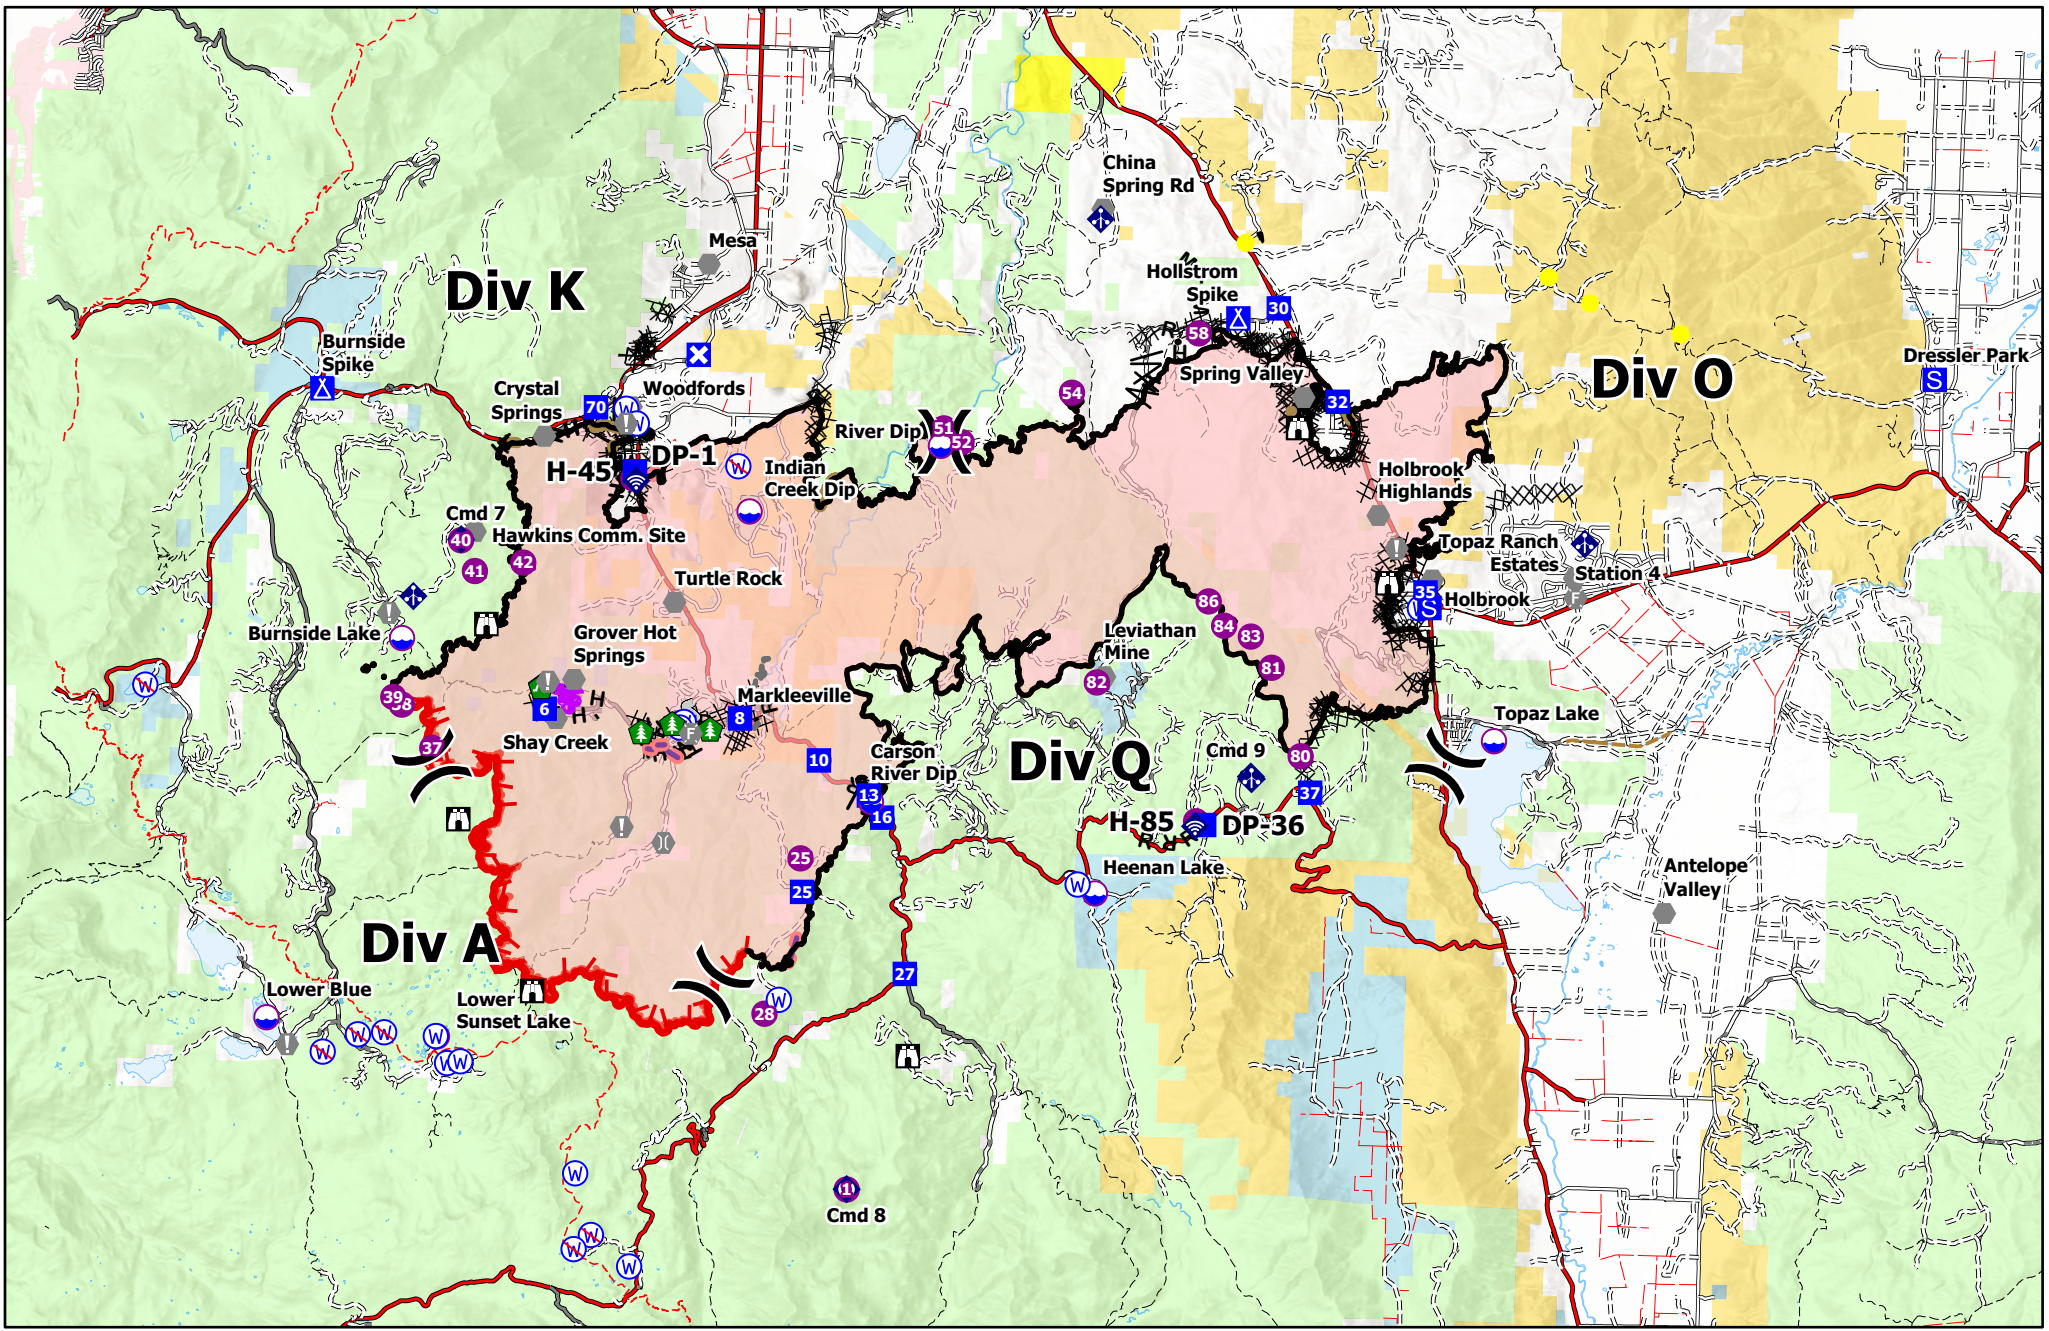 China
Spring Rd
Mesa
Div K
Hollstrom
Spike
30
58
Burnside
Spike
Spring Valley
Div O
Dressler Park
S
Crystal
Springs
Woodfords
70
W
54
32
51
52
River Dip
DP-1
H-45
W
Indian
Creek Dip
Holbrook
Highlands
Cmd 7
40
Hawkins Comm. Site
41
42
Topaz Ranch
Estates
Station 4
F
Turtle Rock
35
S
Holbrook
86
84
83
81
Burnside Lake
Grover Hot
Springs
Leviathan
Mine
82
W
39
6
H
H
Markleeville
8
F
Shay Creek
37
Topaz Lake
Carson
River Dip
10
13
16
Div Q
Cmd 9
80
37
H-85
DP-36
R
R
25
25
Heenan Lake
W
Antelope
Valley
Div A
27
Lower Blue
Lower
Sunset Lake
W
28
W
W
W
W
W
W
W
1
Cmd 8
W
W
W